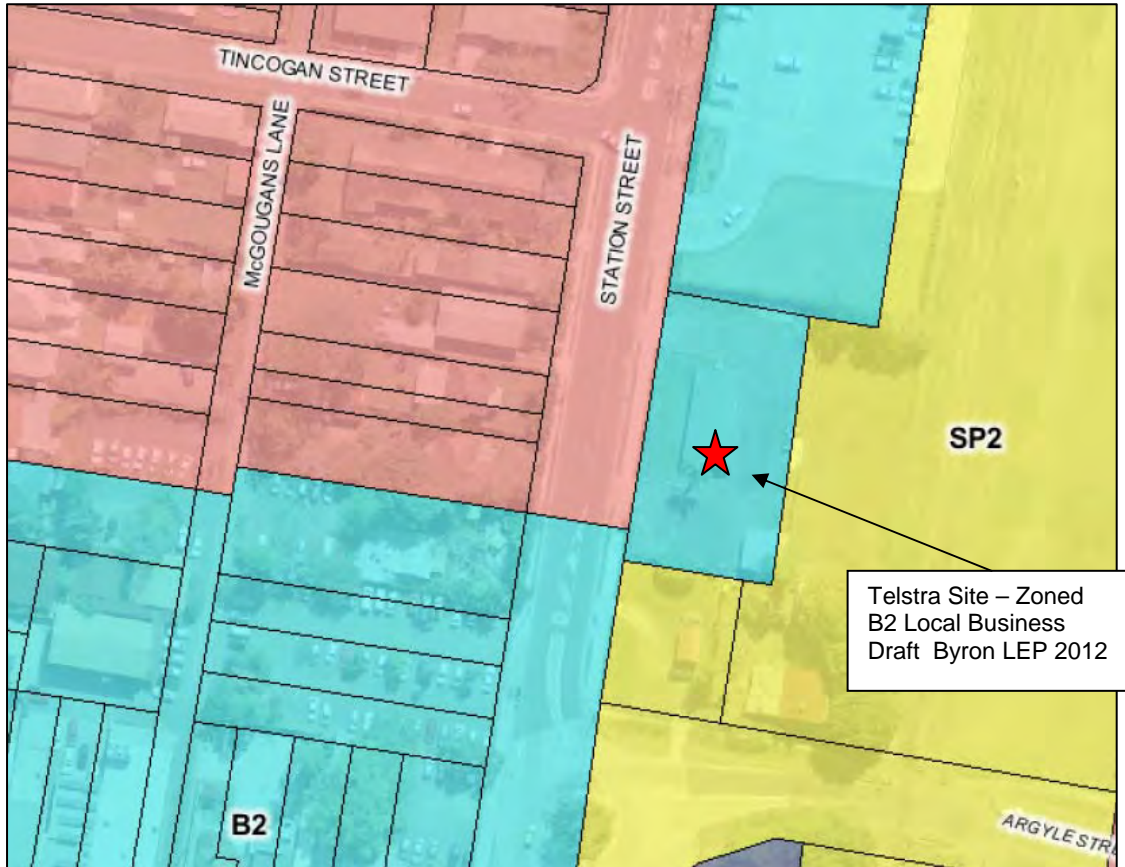 TINCOGAN STREET
McGOUGANS LANE
STATION STREET
SP2
Telstra Site – Zoned
B2 Local Business
Draft Byron LEP 2012
B2
ARGYLE STRE